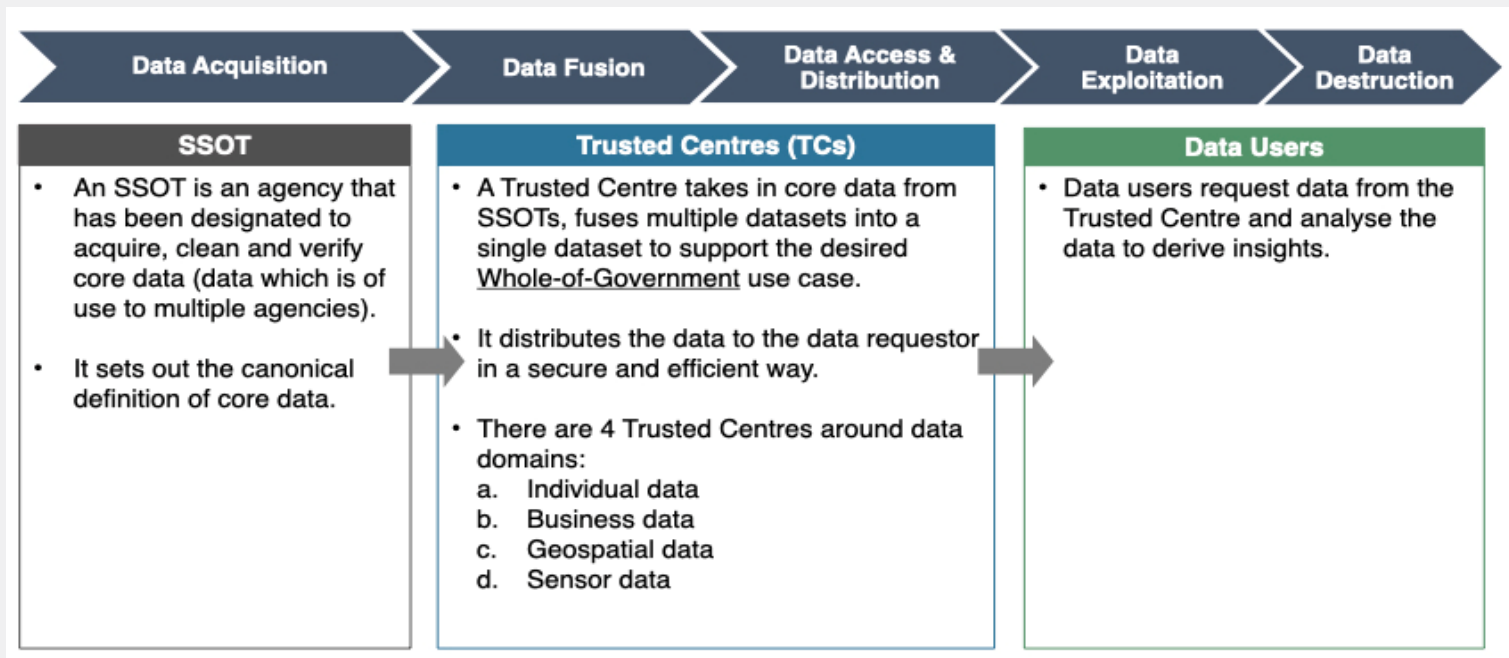 Data Acquisition
Data Fusion
Data Access &
Distribution
Data
Exploitation
Data
Destruction
SSOT
• An SSOT is an agency that
has been designated to
acquire, clean and verify
core data (data which is of
use to multiple agencies).
• It sets out the canonical
definition of core data.
Trusted Centres (TCs)
• A Trusted Centre takes in core data from
SSOTs, fuses multiple datasets into a
single dataset to support the desired
Whole-of-Government use case.
• It distributes the data to the data requestor
in a secure and efficient way.
• There are 4 Trusted Centres around data
domains:
a. Individual data
b. Business data
c. Geospatial data
d. Sensor data
Data Users
• Data users request data from the
Trusted Centre and analyse the
data to derive insights.